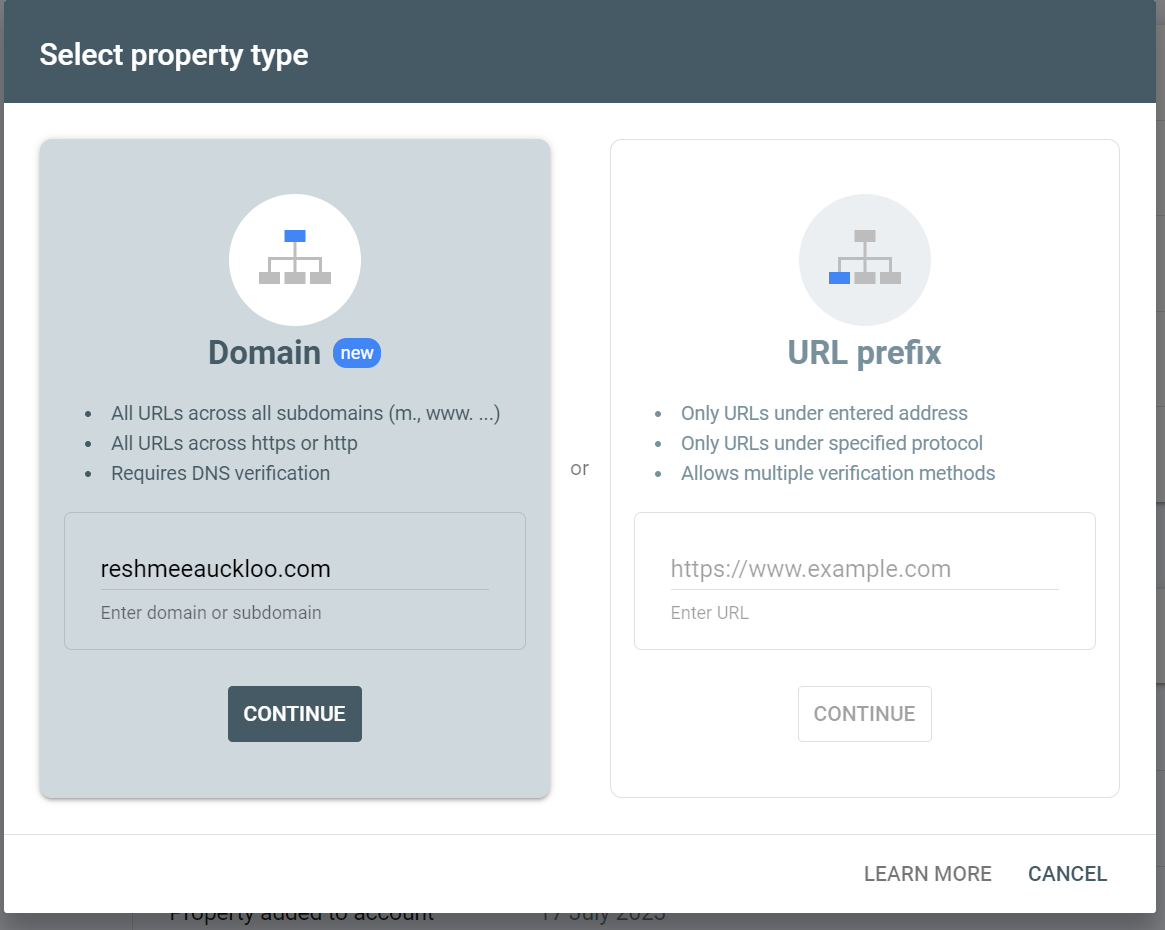 Select property type
Domain new
All URLs across all subdomains (m., www. ...)
All URLs across https or http
Requires DNS verification
reshmeeauckloo.com
Enter domain or subdomain
CONTINUE
or
URL prefix
Only URLs under entered address
Only URLs under specified protocol
Allows multiple verification methods
https://www.example.com
Enter URL
CONTINUE
LEARN MORE CANCEL
Property added to account 17 July 2025